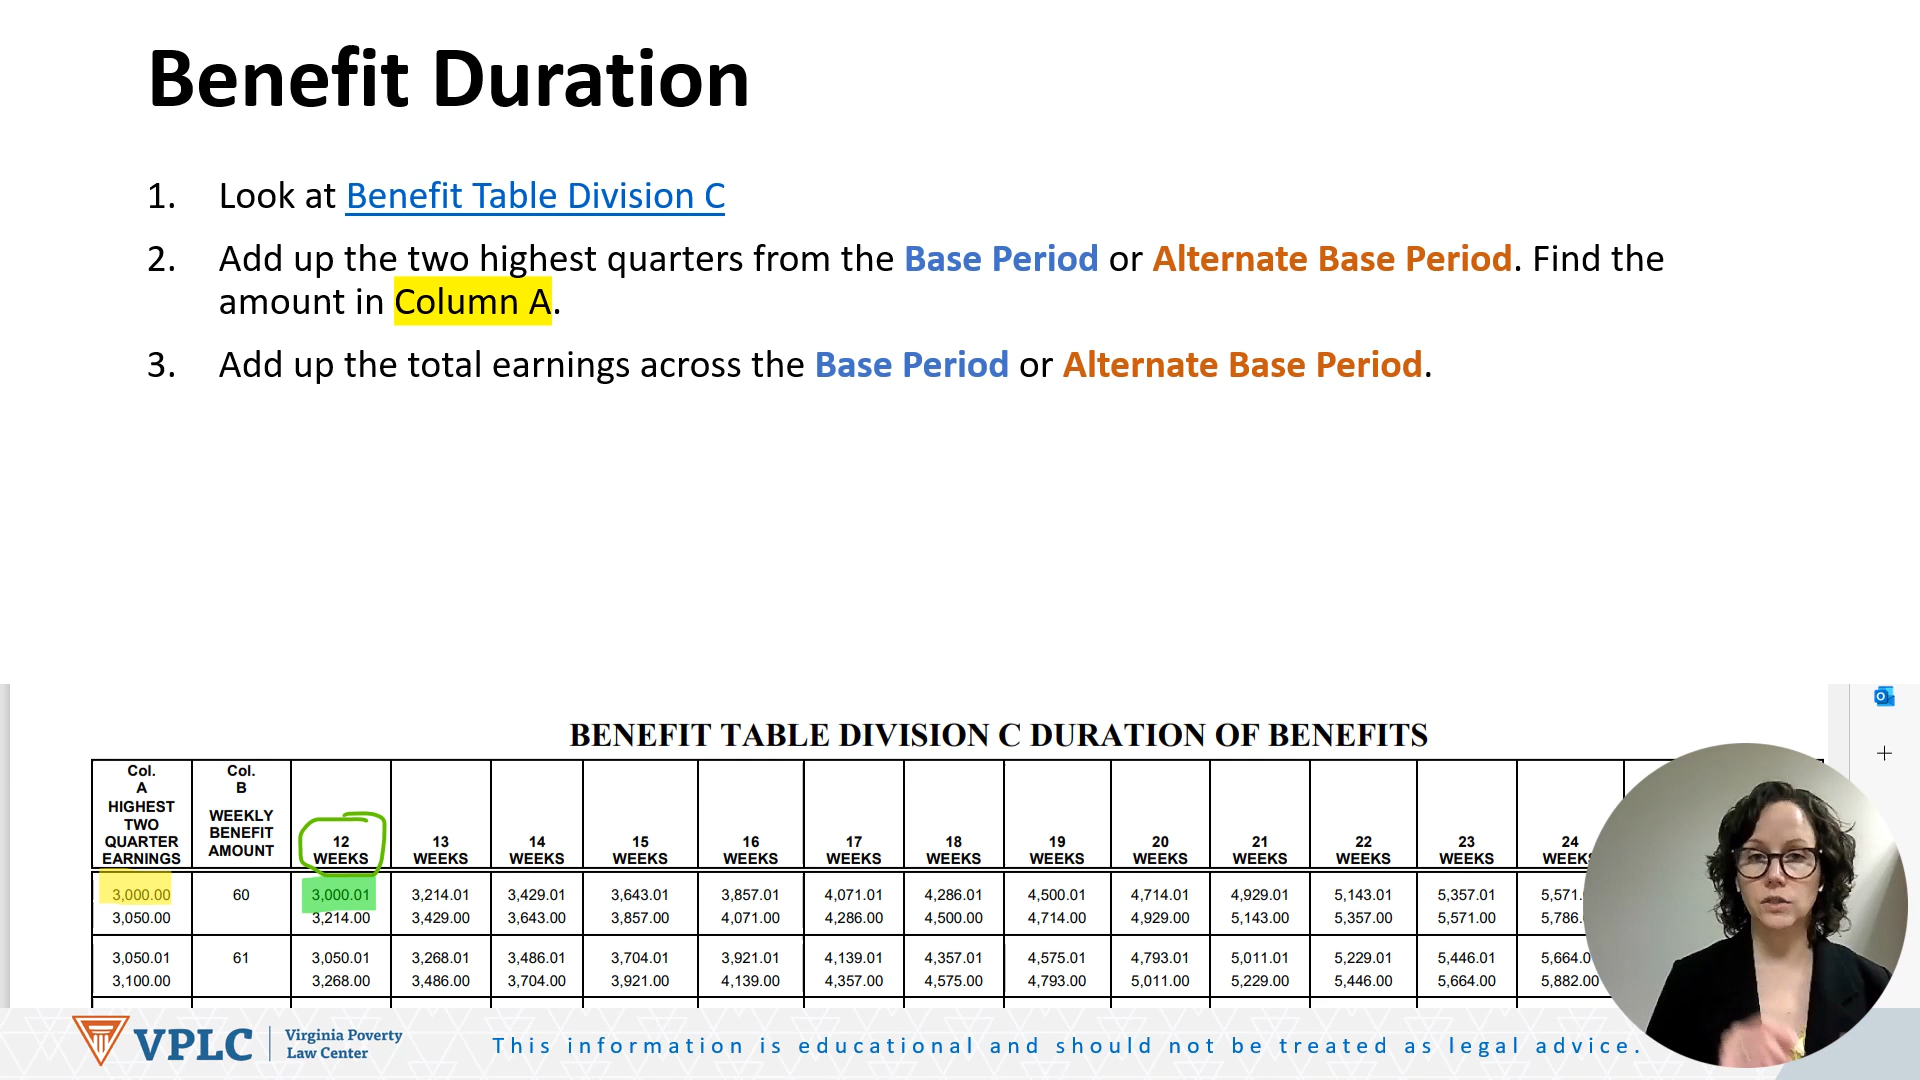 Benefit Duration
1. Look at Benefit Table Division C
2. Add up the two highest quarters from the Base Period or Alternate Base Period. Find the
amount in Column A.
3. Add up the total earnings across the Base Period or Alternate Base Period.
BENEFIT TABLE DIVISION C DURATION OF BENEFITS
Col. A HIGHEST TWO QUARTER EARNINGS Col. B WEEKLY BENEFIT AMOUNT 12 WEEKS 13 WEEKS 14 WEEKS 15 WEEKS 16 WEEKS 17 WEEKS 18 WEEKS 19 WEEKS 20 WEEKS 21 WEEKS 22 WEEKS 23 WEEKS 24
3,000.00 60 3,000.01 3,214.01 3,429.01 3,643.01 3,857.01 4,071.01 4,286.01 4,500.01 4,714.01 4,929.01 5,143.01 5,357.01 5,571.
3,050.00 3,214.00 3,429.00 3,643.00 3,857.00 4,071.00 4,286.00 4,500.00 4,714.00 4,929.00 5,143.00 5,357.00 5,571.00 5,786.
3,050.01 61 3,050.01 3,268.01 3,486.01 3,704.01 3,921.01 4,139.01 4,357.01 4,575.01 4,793.01 5,011.01 5,229.01 5,446.01 5,664.0
3,100.00 3,268.00 3,486.00 3,704.00 3,921.00 4,139.00 4,357.00 4,575.00 4,793.00 5,011.00 5,229.00 5,446.00 5,664.00 5,882.00
VPLC
Virginia Poverty
Law Center
This information is educational and should not be treated as legal advice.